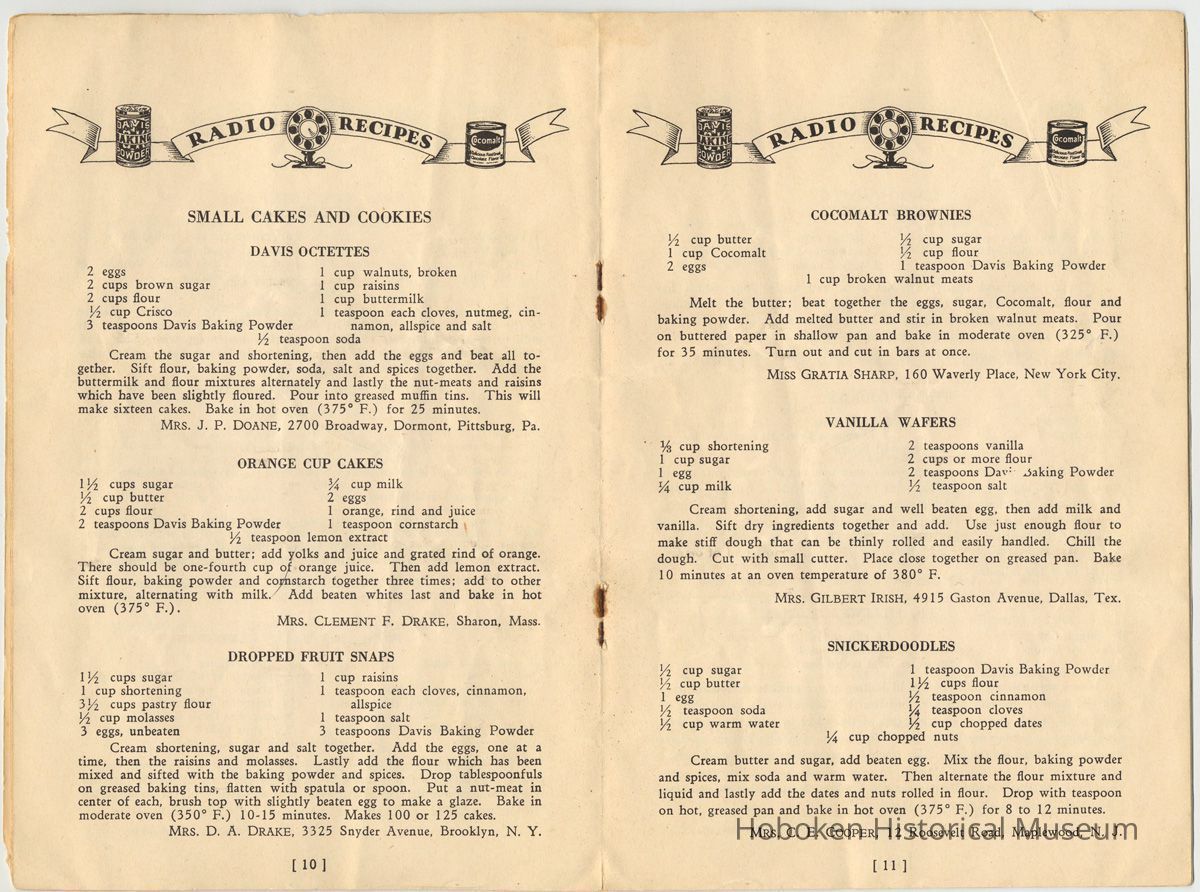 RADIO RECIPES
DAVIS BAKING POWDER
Cocomalt
SMALL CAKES AND COOKIES
DAVIS OCTETTES
2 eggs
2 cups brown sugar
2 cups flour
½ cup Crisco
3 teaspoons Davis Baking Powder
1 cup walnuts, broken
1 cup raisins
1 cup buttermilk
1 teaspoon each cloves, nutmeg, cin-
namon, allspice and salt
½ teaspoon soda
Cream the sugar and shortening, then add the eggs and beat all to-
gether. Sift flour, baking powder, soda, salt and spices together. Add the
buttermilk and flour mixtures alternately and lastly the nut-meats and raisins
which have been slightly floured. Pour into greased muffin tins. This will
make sixteen cakes. Bake in hot oven (375° F.) for 25 minutes.
MRS. J. P. DOANE, 2700 Broadway, Dormont, Pittsburg, Pa.
ORANGE CUP CAKES
1½ cups sugar
½ cup butter
2 cups flour
2 teaspoons Davis Baking Powder
¾ cup milk
2 eggs
1 orange, rind and juice
1 teaspoon cornstarch
½ teaspoon lemon extract
Cream sugar and butter; add yolks and juice and grated rind of orange.
There should be one-fourth cup of orange juice. Then add lemon extract.
Sift flour, baking powder and cornstarch together three times; add to other
mixture, alternating with milk. Add beaten whites last and bake in hot
oven (375° F.).
MRS. CLEMENT F. DRAKE, Sharon, Mass.
DROPPED FRUIT SNAPS
1½ cups sugar
1 cup shortening
3½ cups pastry flour
½ cup molasses
3 eggs, unbeaten
1 cup raisins
1 teaspoon each cloves, cinnamon,
allspice
1 teaspoon salt
3 teaspoons Davis Baking Powder
Cream shortening, sugar and salt together. Add the eggs, one at a
time, then the raisins and molasses. Lastly add the flour which has been
mixed and sifted with the baking powder and spices. Drop tablespoonfuls
on greased baking tins, flatten with spatula or spoon. Put a nut-meat in
center of each, brush top with slightly beaten egg to make a glaze. Bake in
moderate oven (350° F.) 10-15 minutes. Makes 100 or 125 cakes.
MRS. D. A. DRAKE, 3325 Snyder Avenue, Brooklyn, N. Y.
[ 10 ]
RADIO RECIPES
DAVIS BAKING POWDER
Cocomalt
COCOMALT BROWNIES
½ cup butter
1 cup Cocomalt
2 eggs
½ cup sugar
½ cup flour
1 teaspoon Davis Baking Powder
1 cup broken walnut meats
Melt the butter; beat together the eggs, sugar, Cocomalt, flour and
baking powder. Add melted butter and stir in broken walnut meats. Pour
on buttered paper in shallow pan and bake in moderate oven (325° F.)
for 35 minutes. Turn out and cut in bars at once.
MISS GRATIA SHARP, 160 Waverly Place, New York City.
VANILLA WAFERS
⅓ cup shortening
1 cup sugar
1 egg
¼ cup milk
2 teaspoons vanilla
2 cups or more flour
2 teaspoons Davis Baking Powder
½ teaspoon salt
Cream shortening, add sugar and well beaten egg, then add milk and
vanilla. Sift dry ingredients together and add. Use just enough flour to
make stiff dough that can be thinly rolled and easily handled. Chill the
dough. Cut with small cutter. Place close together on greased pan. Bake
10 minutes at an oven temperature of 380° F.
MRS. GILBERT IRISH, 4915 Gaston Avenue, Dallas, Tex.
SNICKERDOODLES
½ cup sugar
½ cup butter
1 egg
½ teaspoon soda
½ cup warm water
1 teaspoon Davis Baking Powder
1½ cups flour
½ teaspoon cinnamon
¼ teaspoon cloves
½ cup chopped dates
¼ cup chopped nuts
Cream butter and sugar, add beaten egg. Mix the flour, baking powder
and spices, mix soda and warm water. Then alternate the flour mixture and
liquid and lastly add the dates and nuts rolled in flour. Drop with teaspoon
on hot, greased pan and bake in hot oven (375° F.) for 8 to 12 minutes.
MRS. C. E. COOPER, 12 Roosevelt Road, Maplewood, N. J.
Hoboken Historical Museum
[ 11 ]